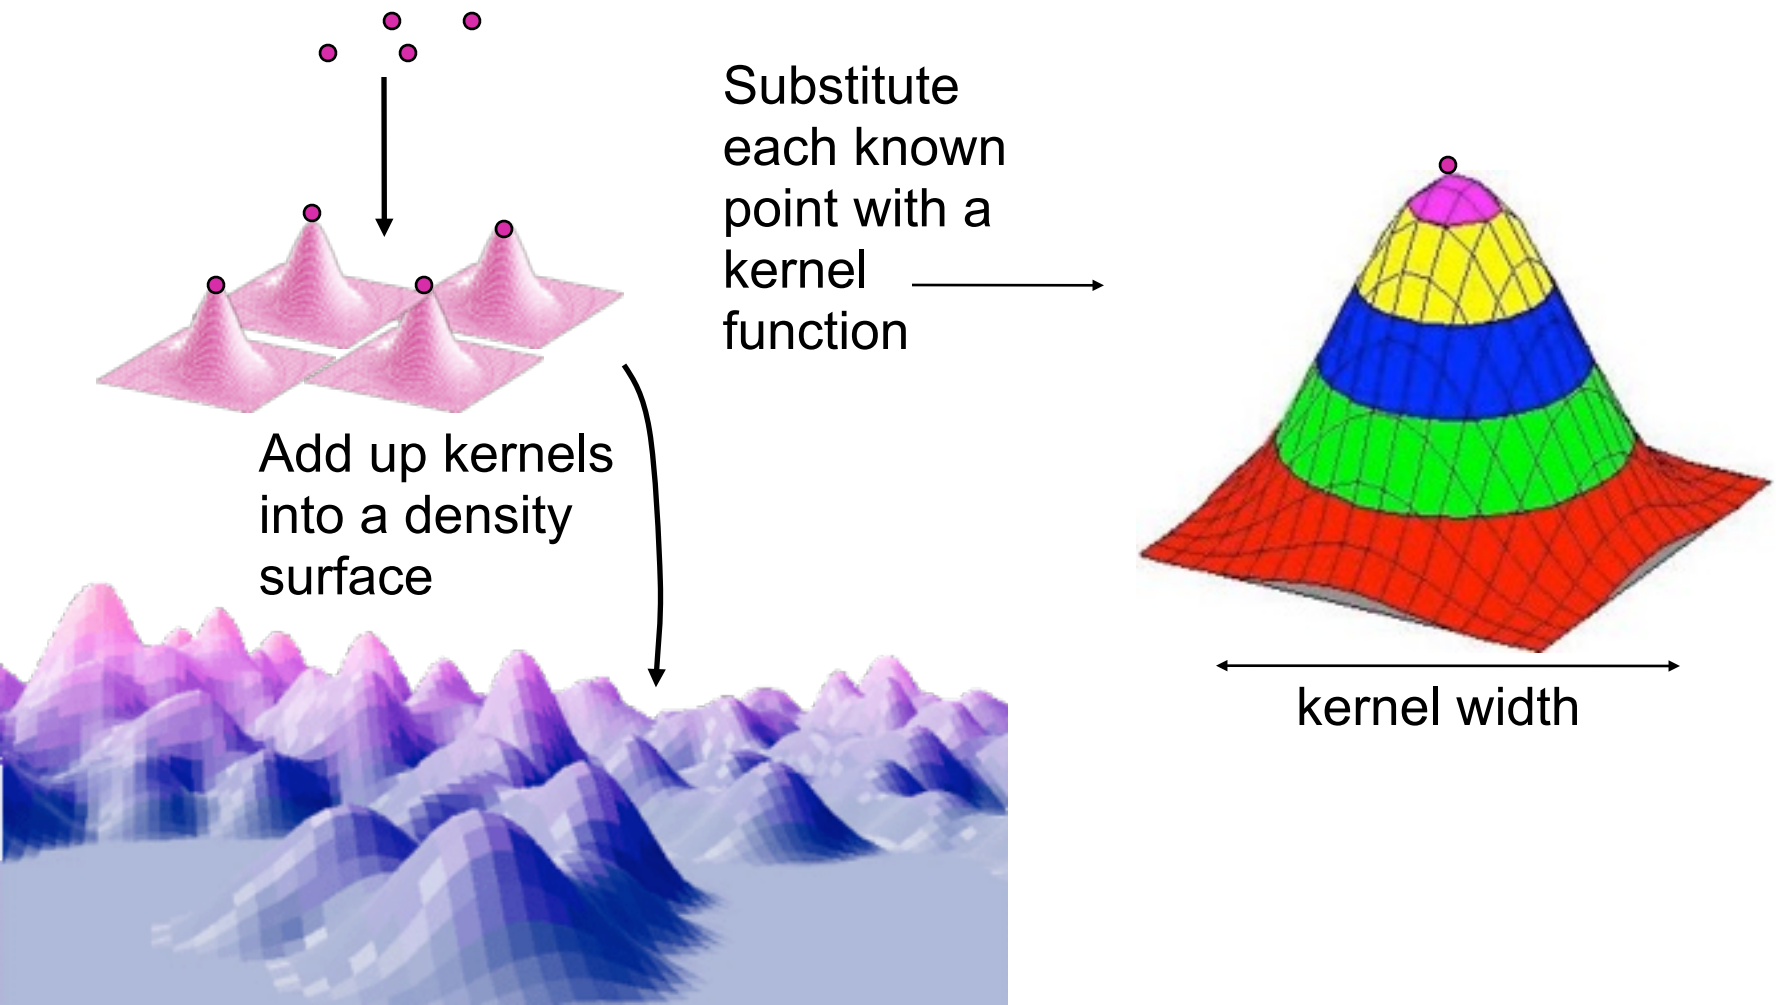 Substitute
each known
point with a
kernel
function
Add up kernels
into a density
surface
kernel width